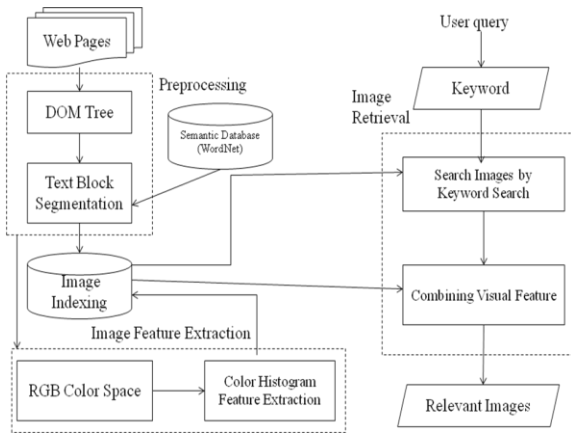 Web Pages
Preprocessing
DOM Tree
Semantic Database
(WordNet)
Text Block
Segmentation
Image
Indexing
Image Feature Extraction
RGB Color Space
Color Histogram
Feature Extraction
User query
Keyword
Image
Retrieval
Search Images by
Keyword Search
Combining Visual Feature
Relevant Images